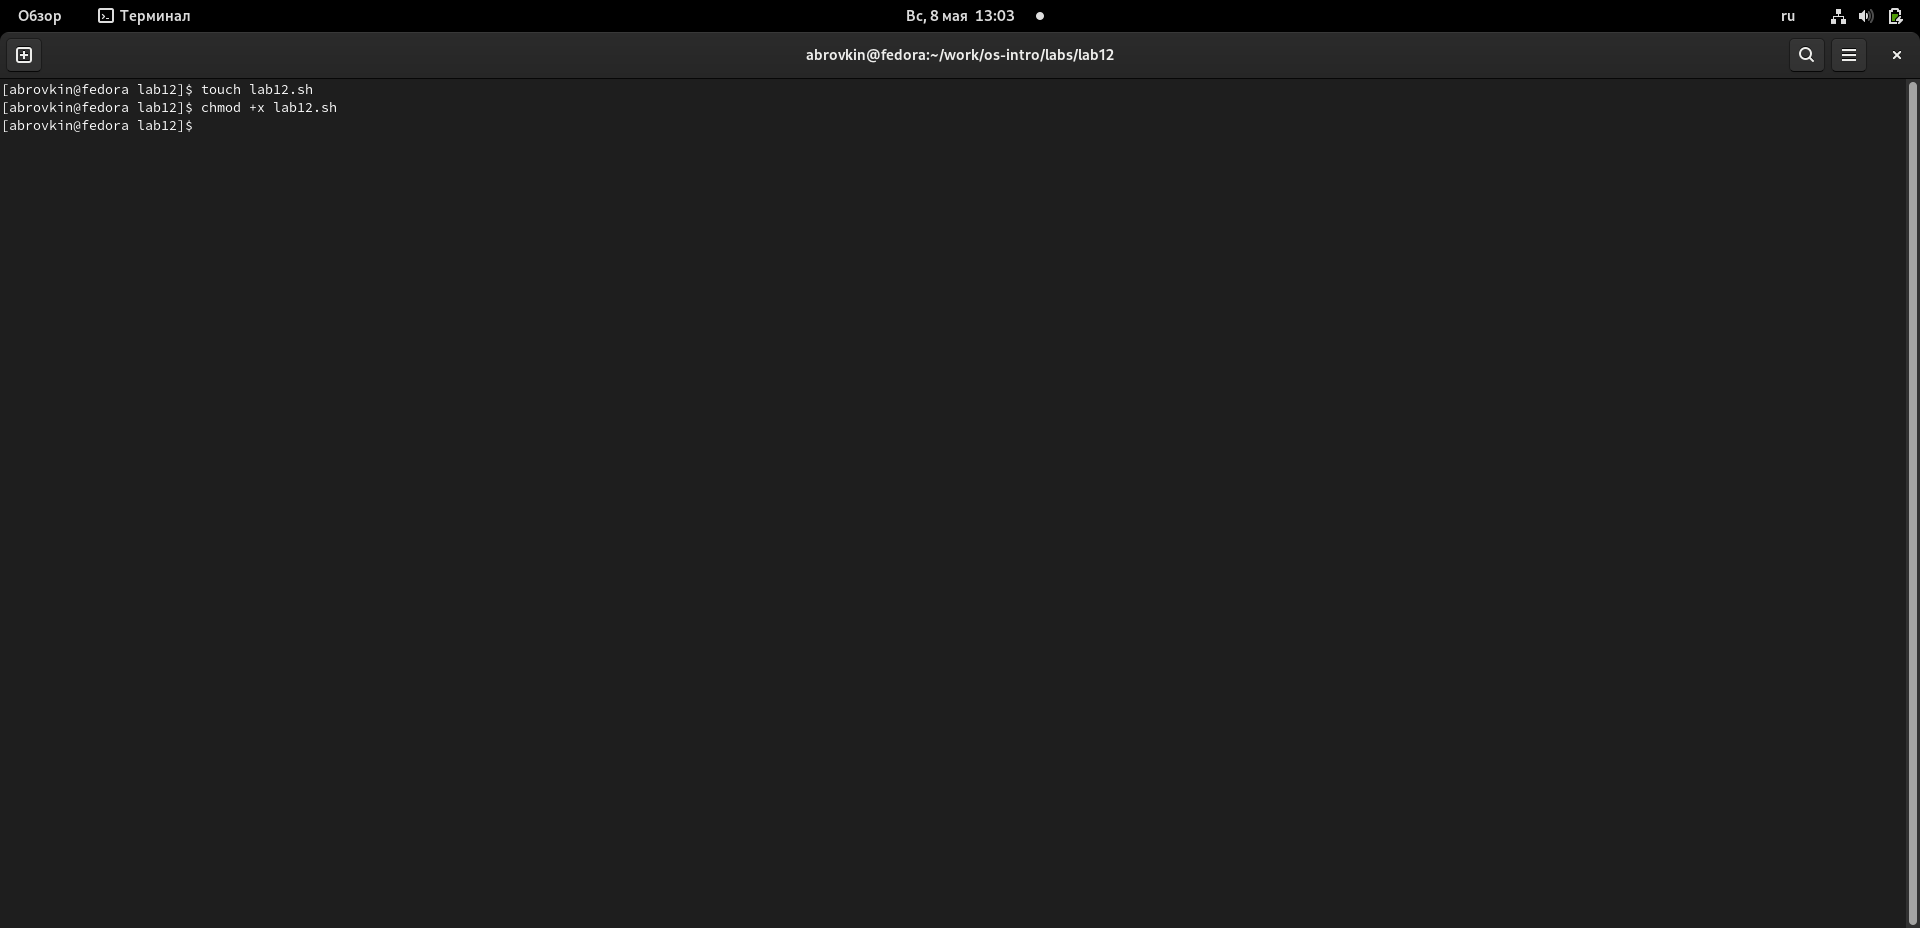 Обзор Терминал Вс, 8 мая 13:03 ru
abrovkin@fedora:~/work/os-intro/labs/lab12
[abrovkin@fedora lab12]$ touch lab12.sh
[abrovkin@fedora lab12]$ chmod +x lab12.sh
[abrovkin@fedora lab12]$